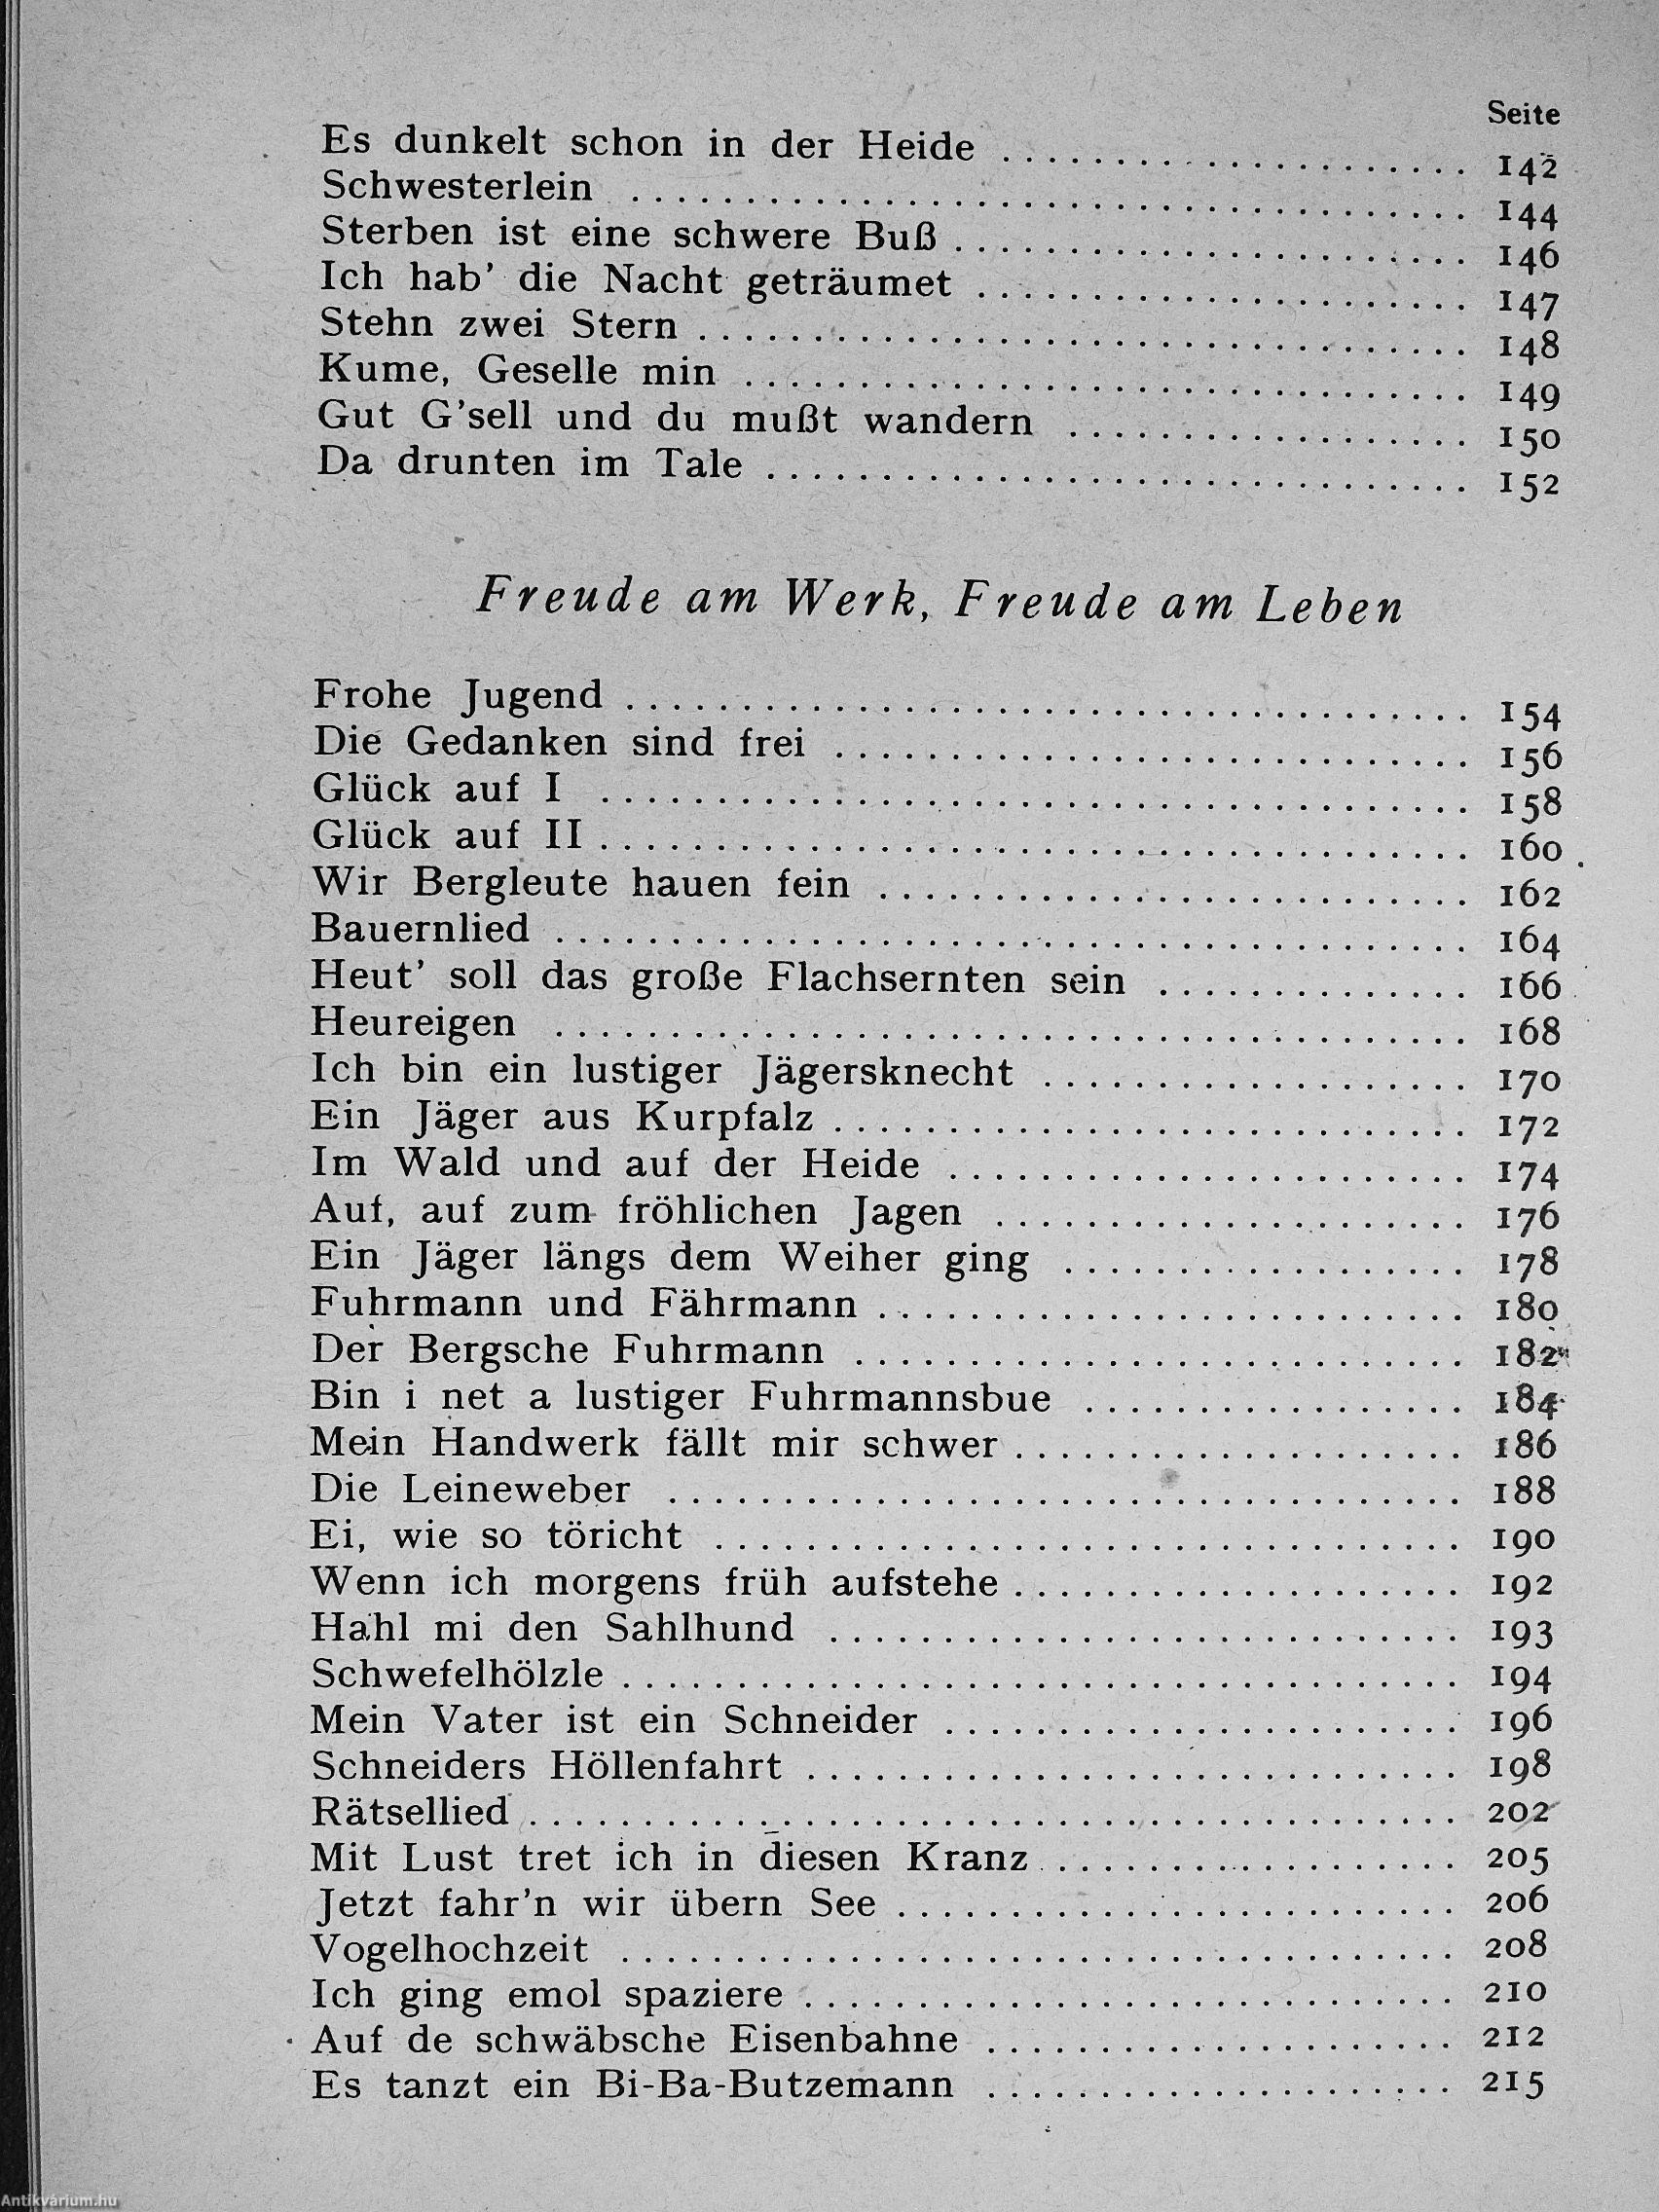 Seite
Es dunkelt schon in der Heide ..................... 142
Schwesterlein ..................................... 144
Sterben ist eine schwere Buß ...................... 146
Ich hab' die Nacht geträumet ...................... 147
Stehn zwei Stern .................................. 148
Kume, Geselle min ................................ 149
Gut G'sell und du mußt wandern .................. 150
Da drunten im Tale ............................... 152
Freude am Werk, Freude am Leben
Frohe Jugend ..................................... 154
Die Gedanken sind frei ............................ 156
Glück auf I ...................................... 158
Glück auf II ...................................... 160
Wir Bergleute hauen fein .......................... 162
Bauernlied ........................................ 164
Heut' soll das große Flachsernten sein .............. 166
Heureigen ........................................ 168
Ich bin ein lustiger Jägersknecht ................... 170
Ein Jäger aus Kurpfalz ............................ 172
Im Wald und auf der Heide ....................... 174
Auf, auf zum fröhlichen Jagen ..................... 176
Ein Jäger längs dem Weiher ging .................. 178
Fuhrmann und Fährmann .......................... 180
Der Bergsche Fuhrmann ........................... 182
Bin i net a lustiger Fuhrmannsbue ................. 184
Mein Handwerk fällt mir schwer .................... 186
Die Leineweber ................................... 188
Ei, wie so töricht ................................. 190
Wenn ich morgens früh aufstehe .................... 192
Hahl mi den Sahlhund ............................ 193
Schwefelhölzle ..................................... 194
Mein Vater ist ein Schneider ....................... 196
Schneiders Höllenfahrt ............................. 198
Rätsellied ......................................... 202
Mit Lust tret ich in diesen Kranz ................... 205
Jetzt fahr'n wir übern See ......................... 206
Vogelhochzeit ..................................... 208
Ich ging emol spaziere ............................. 210
Auf de schwäbsche Eisenbahne ..................... 212
Es tanzt ein Bi-Ba-Butzemann ..................... 215
Antikvárium.hu